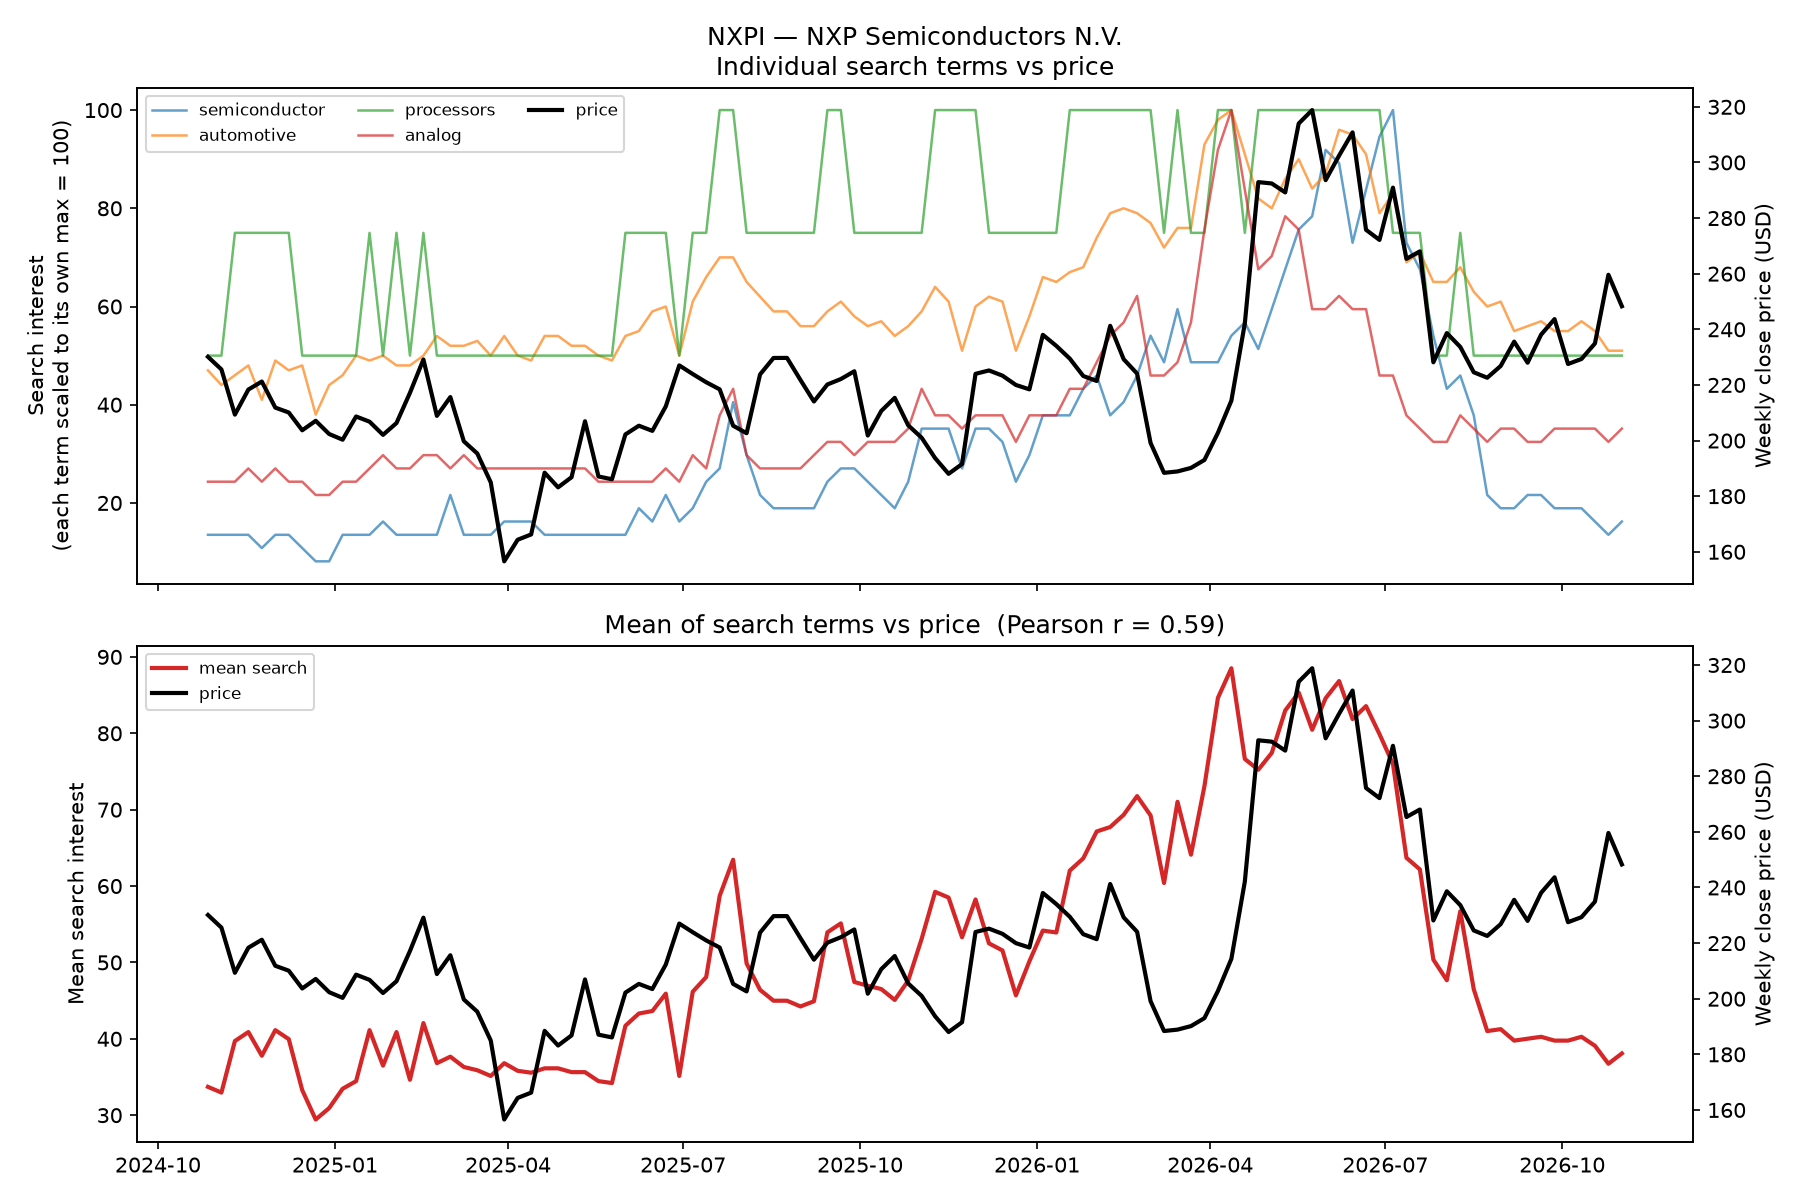 NXPI — NXP Semiconductors N.V.
Individual search terms vs price
semiconductor
automotive
processors
analog
price
Search interest
(each term scaled to its own max = 100)
100
80
60
40
20
Weekly close price (USD)
320
300
280
260
240
220
200
180
160
Mean of search terms vs price (Pearson r = 0.59)
mean search
price
Mean search interest
90
80
70
60
50
40
30
Weekly close price (USD)
320
300
280
260
240
220
200
180
160
2024-10
2025-01
2025-04
2025-07
2025-10
2026-01
2026-04
2026-07
2026-10